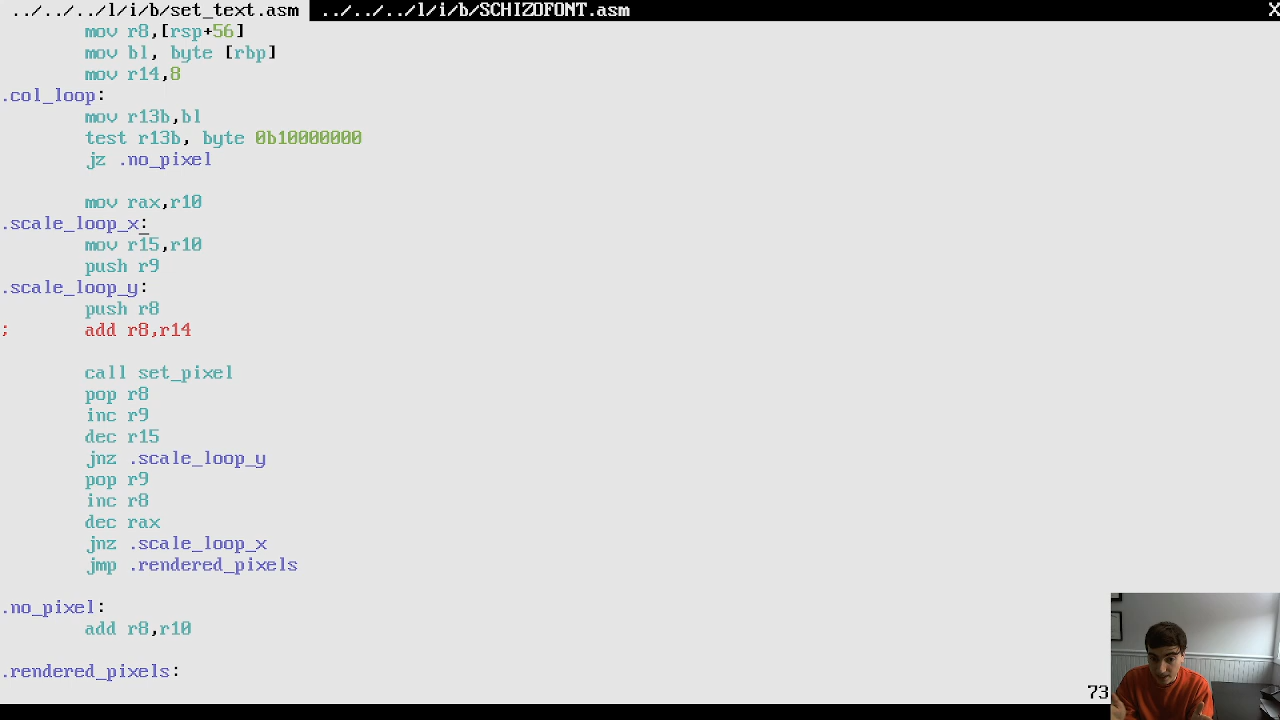 ../../../l/i/b/set_text.asm ../../../l/i/b/SCHIZOFONT.asm X
mov r8,[rsp+56]
mov bl, byte [rbp]
mov r14,8
.col_loop:
mov r13b,bl
test r13b, byte 0b10000000
jz .no_pixel
mov rax,r10
.scale_loop_x:
mov r15,r10
push r9
.scale_loop_y:
push r8
; add r8,r14
call set_pixel
pop r8
inc r9
dec r15
jnz .scale_loop_y
pop r9
inc r8
dec rax
jnz .scale_loop_x
jmp .rendered_pixels
.no_pixel:
add r8,r10
.rendered_pixels:
73